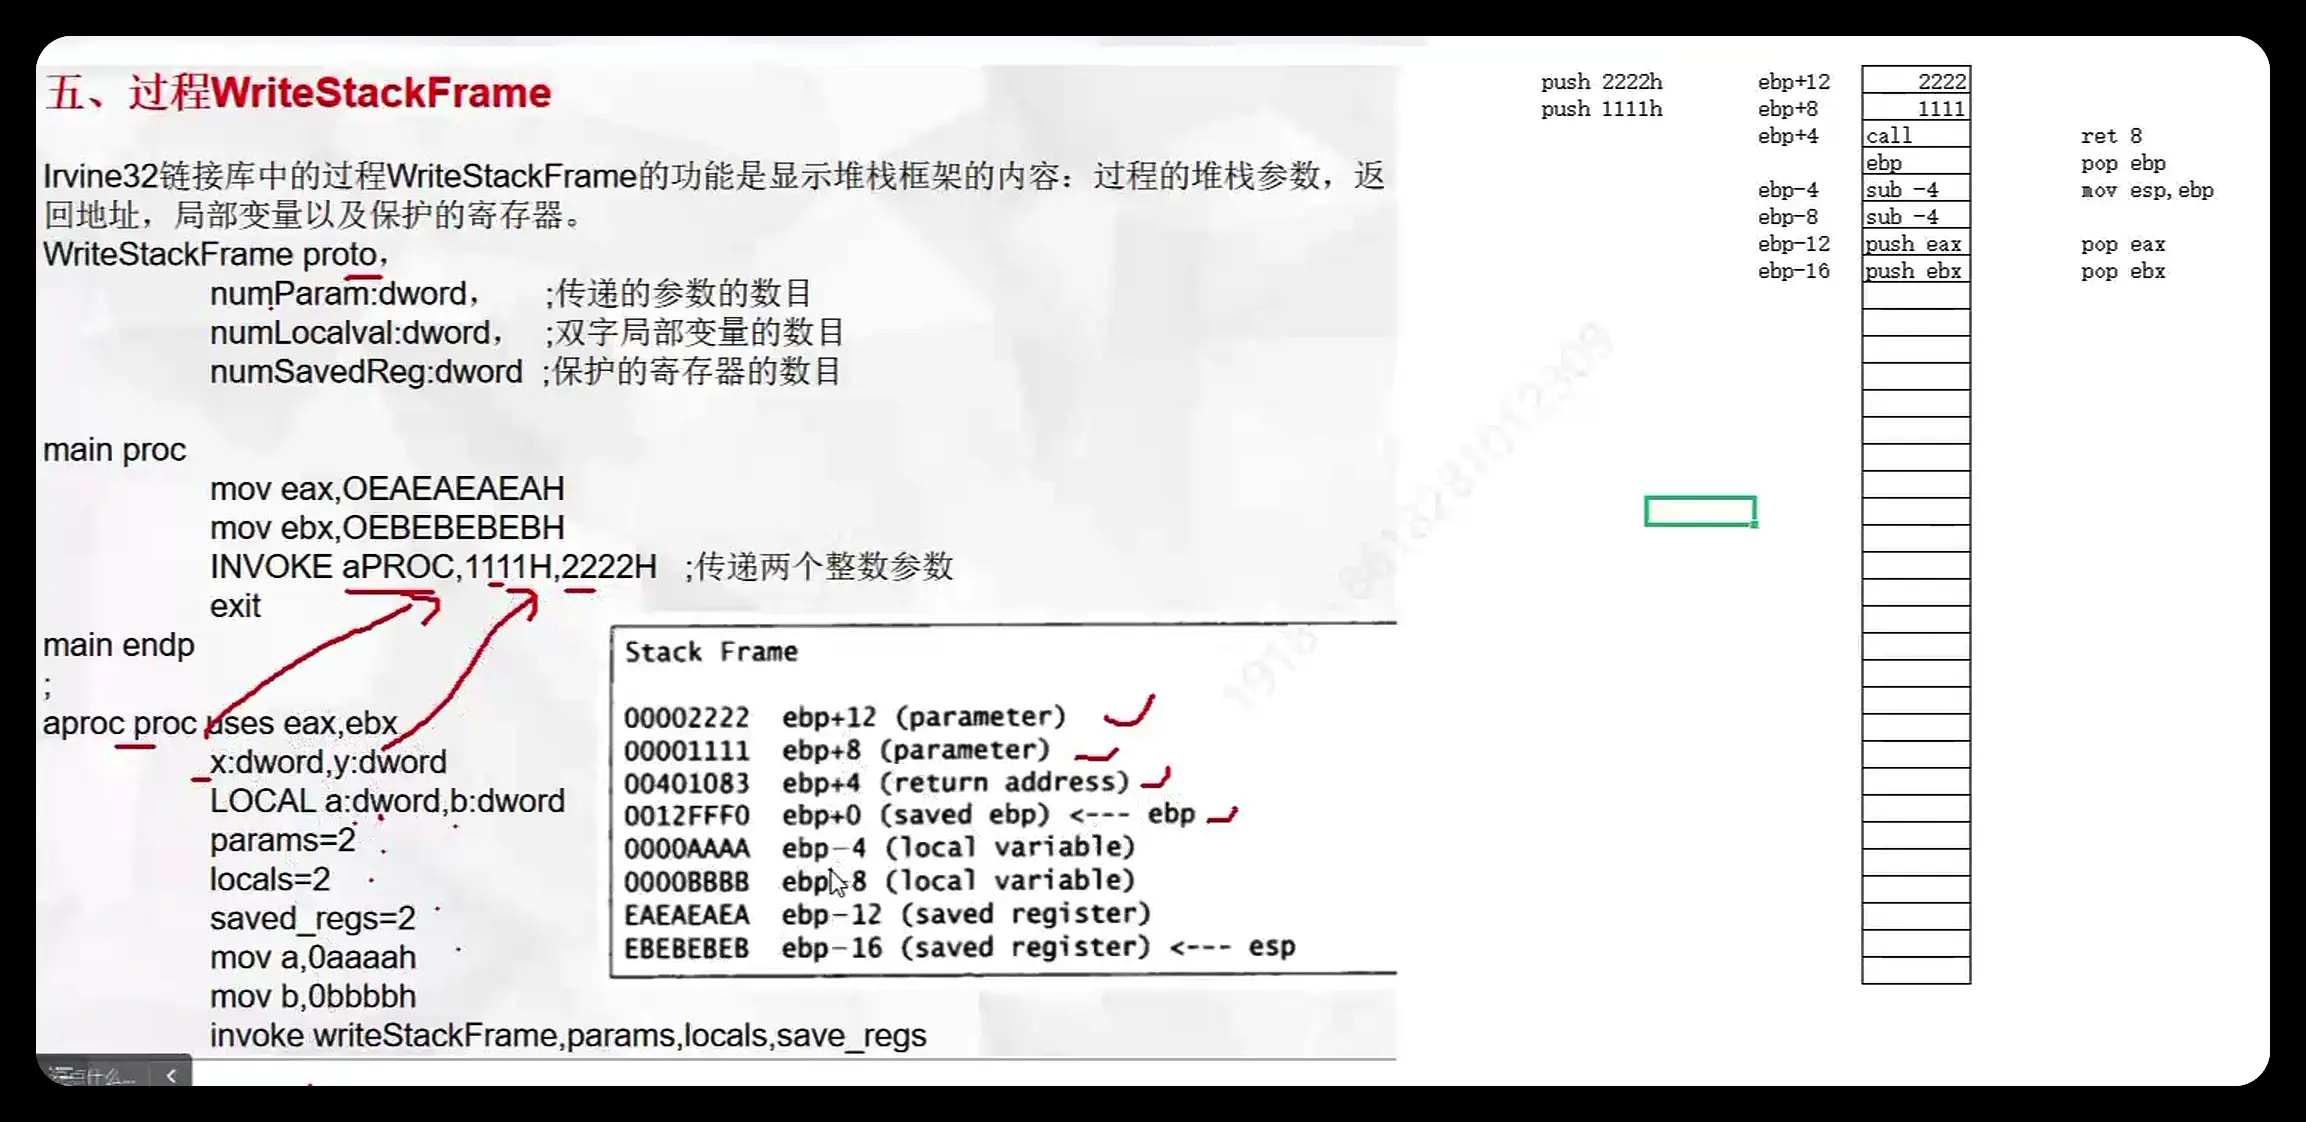 五、过程WriteStackFrame
Irvine32链接库中的过程WriteStackFrame的功能是显示堆栈框架的内容：过程的堆栈参数，返
回地址，局部变量以及保护的寄存器。
WriteStackFrame proto，
numParam:dword， ;传递的参数的数目
numLocalval:dword， ;双字局部变量的数目
numSavedReg:dword ;保护的寄存器的数目
main proc
mov eax,OEAEAEAEAH
mov ebx,OEBEBEBEBH
INVOKE aPROC,1111H,2222H ;传递两个整数参数
exit
main endp
;
aproc proc uses eax,ebx
x:dword,y:dword
LOCAL a:dword,b:dword
params=2
locals=2
saved_regs=2
mov a,0aaaah
mov b,0bbbbh
invoke writeStackFrame,params,locals,save_regs
Stack Frame
00002222 ebp+12 (parameter)
00001111 ebp+8 (parameter)
00401083 ebp+4 (return address)
0012FFF0 ebp+0 (saved ebp) <--- ebp
0000AAAA ebp-4 (local variable)
0000BBBB ebp-8 (local variable)
EAEAEAEA ebp-12 (saved register)
EBEBEBEB ebp-16 (saved register) <--- esp
push 2222h ebp+12 2222
push 1111h ebp+8 1111
ebp+4 call ret 8
ebp pop ebp
ebp-4 sub -4 mov esp,ebp
ebp-8 sub -4
ebp-12 push eax pop eax
ebp-16 push ebx pop ebx